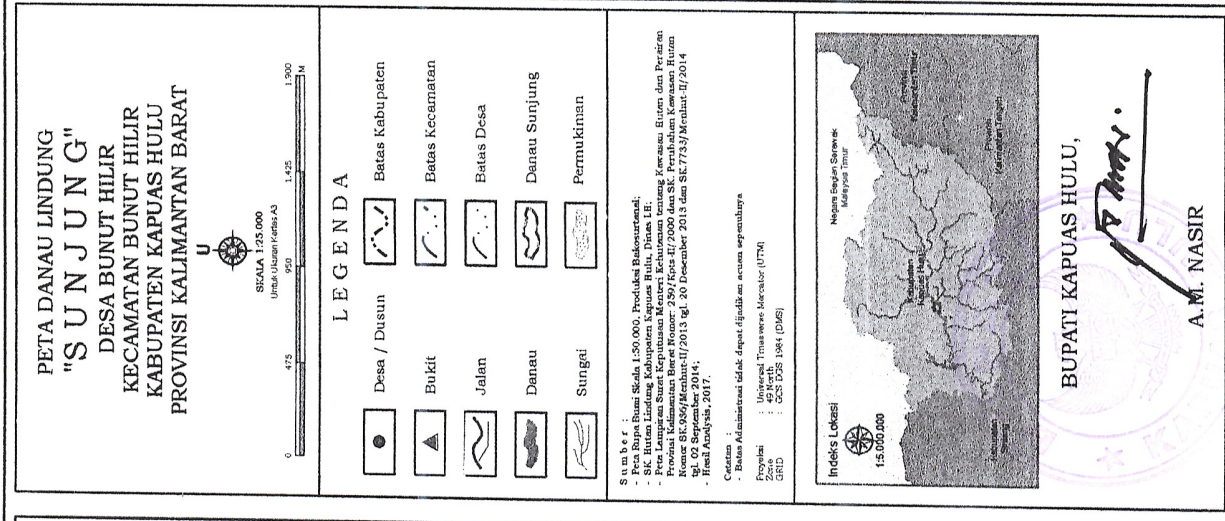 PETA DANAU LINDUNG
"S U N J U N G"
DESA BUNUT HILIR
KECAMATAN BUNUT HILIR
KABUPATEN KAPUAS HULU
PROVINSI KALIMANTAN BARAT
U
SKALA 1:25.000
Untuk Ukuran Kertas A3
0 475 950 1.425 1.900
M
L E G E N D A
Desa / Dusun
Bukit
Jalan
Danau
Sungai
Batas Kabupaten
Batas Kecamatan
Batas Desa
Danau Sunjung
Permukiman
S u m b e r :
- Peta Rupa Bumi Skala 1:50.000, Produksi Bakosurtanal;
- SK. Hutan Lindung Kabupaten Kapuas Hulu, Dinas LH;
- Peta Lampiran Surat Keputusan Menteri Kehutanan tentang Kawasan Hutan dan Perairan
Provinsi Kalimantan Barat Nomor: 259/Kpts-II/2000 dan SK. Perubahan Kawasan Hutan
Nomor SK.936/Menhut-II/2013 tgl. 20 Desember 2013 dan SK.7733/Menhut-II/2014
tgl. 02 September 2014;
- Hasil Analysis, 2017.
Catatan :
- Batas Administrasi tidak dapat dijadikan acuan sepenuhnya
Proyeksi : Universal Transverse Mercator (UTM)
Zone : 49 North
GRID : GCS DGS 1984 (DMS)
Indeks Lokasi
1:5.000.000
Negara Bagian Serawak
Malaysia Timur
Kabupaten
Kapuas Hulu
Provinsi
Kalimantan Timur
Provinsi
Kalimantan Tengah
Kabupaten
Sintang
BUPATI KAPUAS HULU,
A.M. NASIR